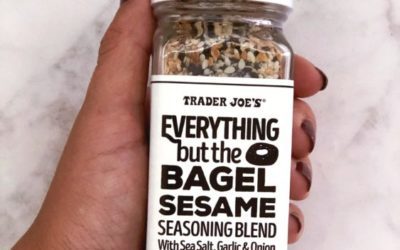 TRADER JOE'S®
EVERYTHING
but the
BAGEL
SESAME
SEASONING BLEND
With Sea Salt, Garlic & Onion